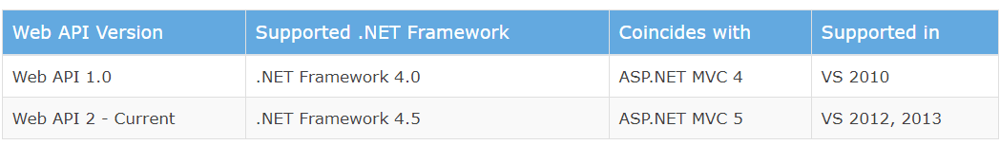 Web API Version Supported .NET Framework Coincides with Supported in
Web API 1.0 .NET Framework 4.0 ASP.NET MVC 4 VS 2010
Web API 2 - Current .NET Framework 4.5 ASP.NET MVC 5 VS 2012, 2013